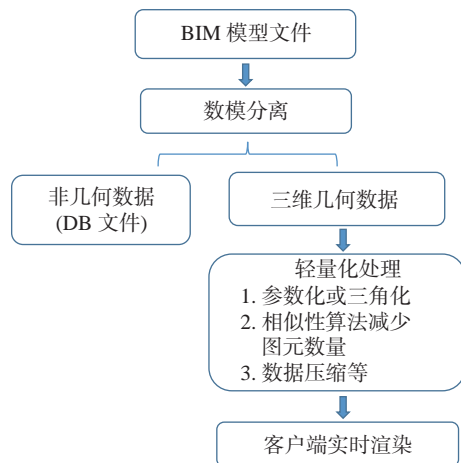 BIM 模型文件
数模分离
非几何数据
(DB 文件)
三维几何数据
轻量化处理
1. 参数化或三角化
2. 相似性算法减少
图元数量
3. 数据压缩等
客户端实时渲染